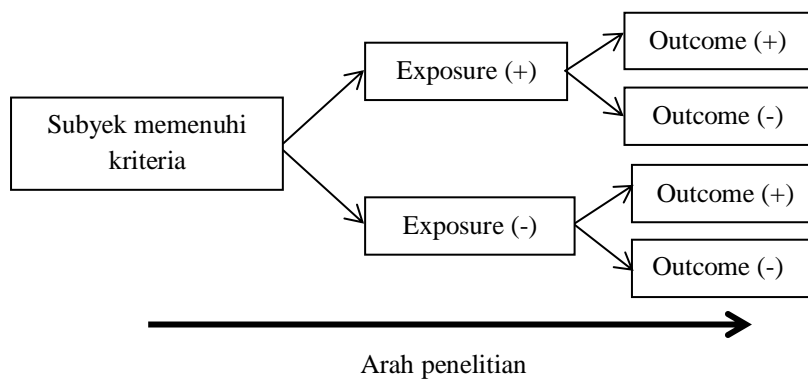 Subyek memenuhi
kriteria
Exposure (+)
Outcome (+)
Outcome (-)
Exposure (-)
Outcome (+)
Outcome (-)
Arah penelitian